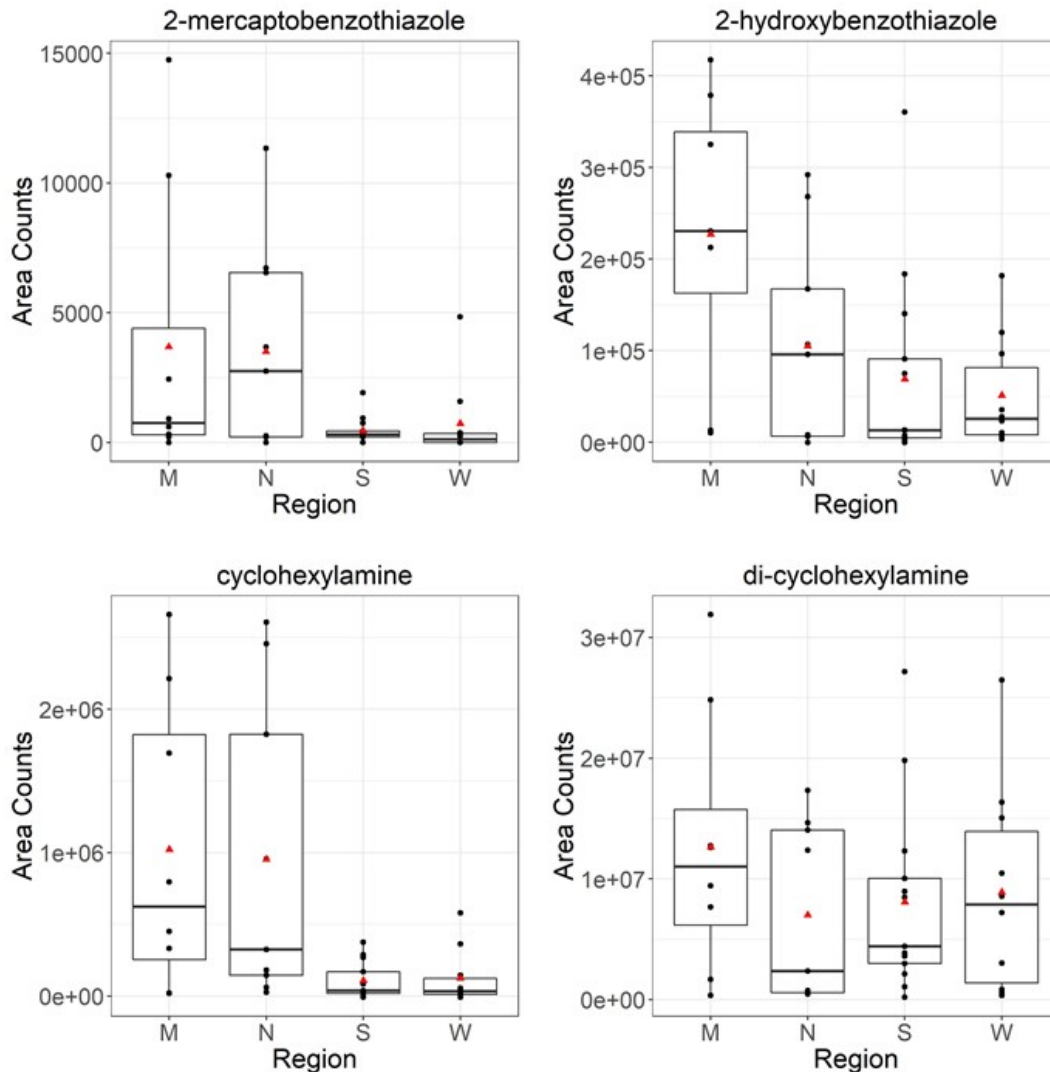 2-mercaptobenzothiazole
15000
10000
5000
0
Area Counts
M N S W
Region
2-hydroxybenzothiazole
4e+05
3e+05
2e+05
1e+05
0e+00
Area Counts
M N S W
Region
cyclohexylamine
2e+06
1e+06
0e+00
Area Counts
M N S W
Region
di-cyclohexylamine
3e+07
2e+07
1e+07
0e+00
Area Counts
M N S W
Region